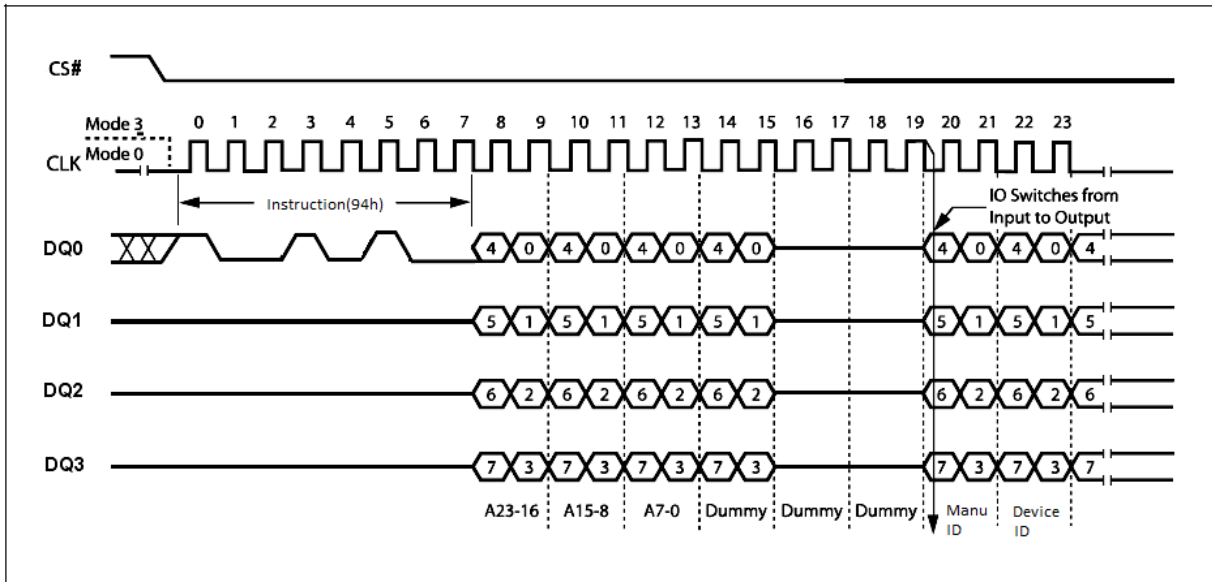 CS#
Mode 3
0 1 2 3 4 5 6 7 8 9 10 11 12 13 14 15 16 17 18 19 20 21 22 23
CLK
Mode 0
Instruction(94h)
IO Switches from
Input to Output
DQ0
4 0 4 0 4 0 4 0 4 0 4 0 4
DQ1
5 1 5 1 5 1 5 1 5 1 5 1 5
DQ2
6 2 6 2 6 2 6 2 6 2 6 2 6
DQ3
7 3 7 3 7 3 7 3 7 3 7 3 7
A23-16 A15-8 A7-0 Dummy Dummy Dummy Manu Device
ID ID